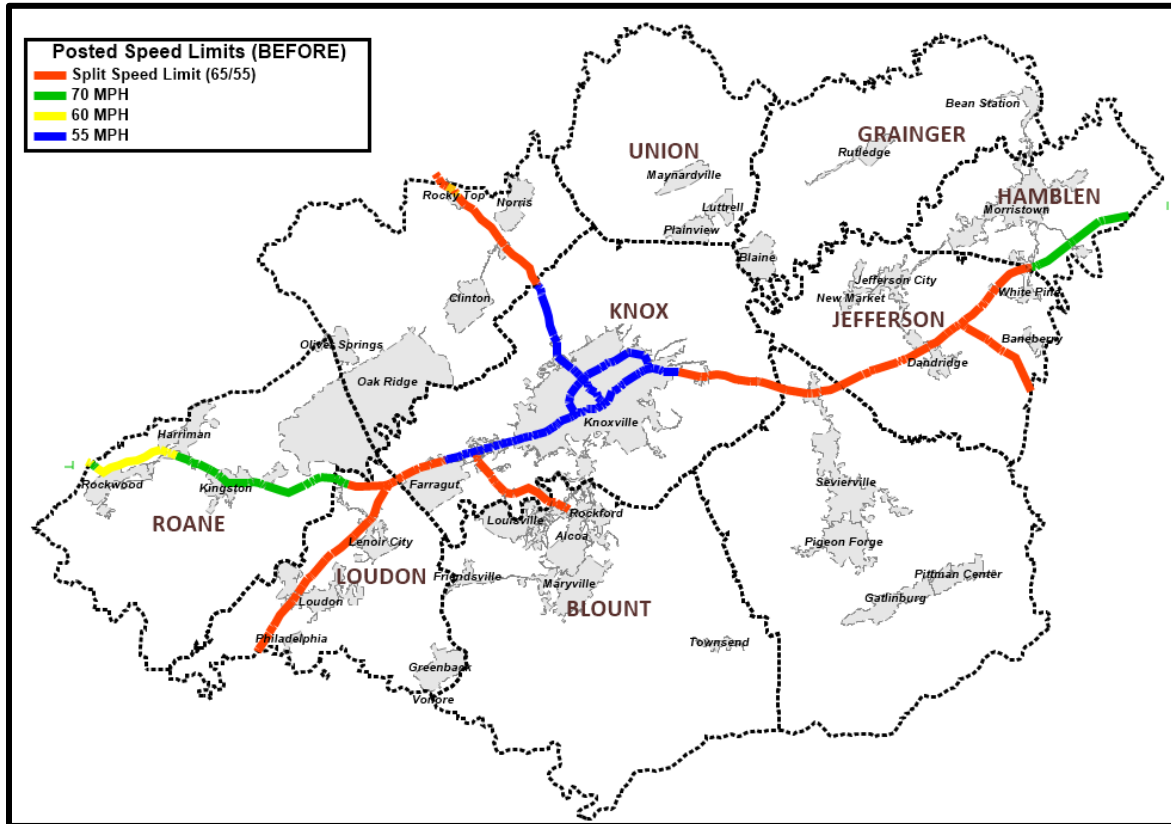 Posted Speed Limits (BEFORE)
Split Speed Limit (65/55)
70 MPH
60 MPH
55 MPH
Bean Station
GRAINGER
UNION
Rutledge
Maynardville
HAMBLEN
Rocky Top
Norris
Luttrell
Morristown
Plainview
Blaine
Jefferson City
Clinton
New Market
White Pine
KNOX
JEFFERSON
Baneberry
Oliver Springs
Dandridge
Oak Ridge
Knoxville
Harriman
Rockwood
Kingston
Farragut
Sevierville
ROANE
Louisville
Rockford
Alcoa
Lenoir City
Pigeon Forge
LOUDON
Friendsville
Maryville
Pittman Center
Loudon
BLOUNT
Gatlinburg
Philadelphia
Townsend
Greenback
Vonore